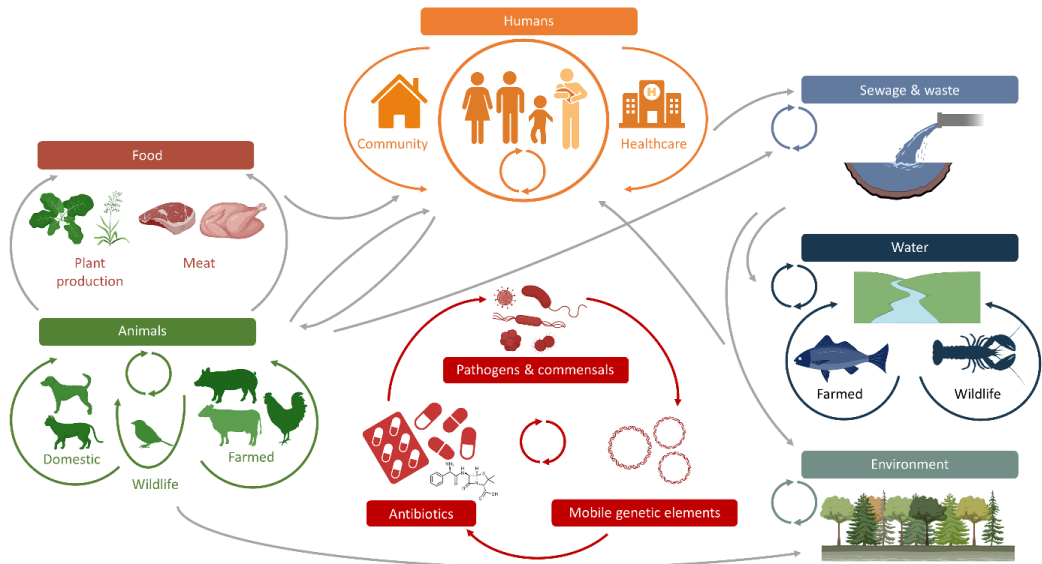 Humans
Community
Healthcare
H
Sewage & waste
Food
Plant
production
Meat
Water
Farmed
Wildlife
Animals
Domestic
Wildlife
Farmed
Pathogens & commensals
Antibiotics
Mobile genetic elements
Environment